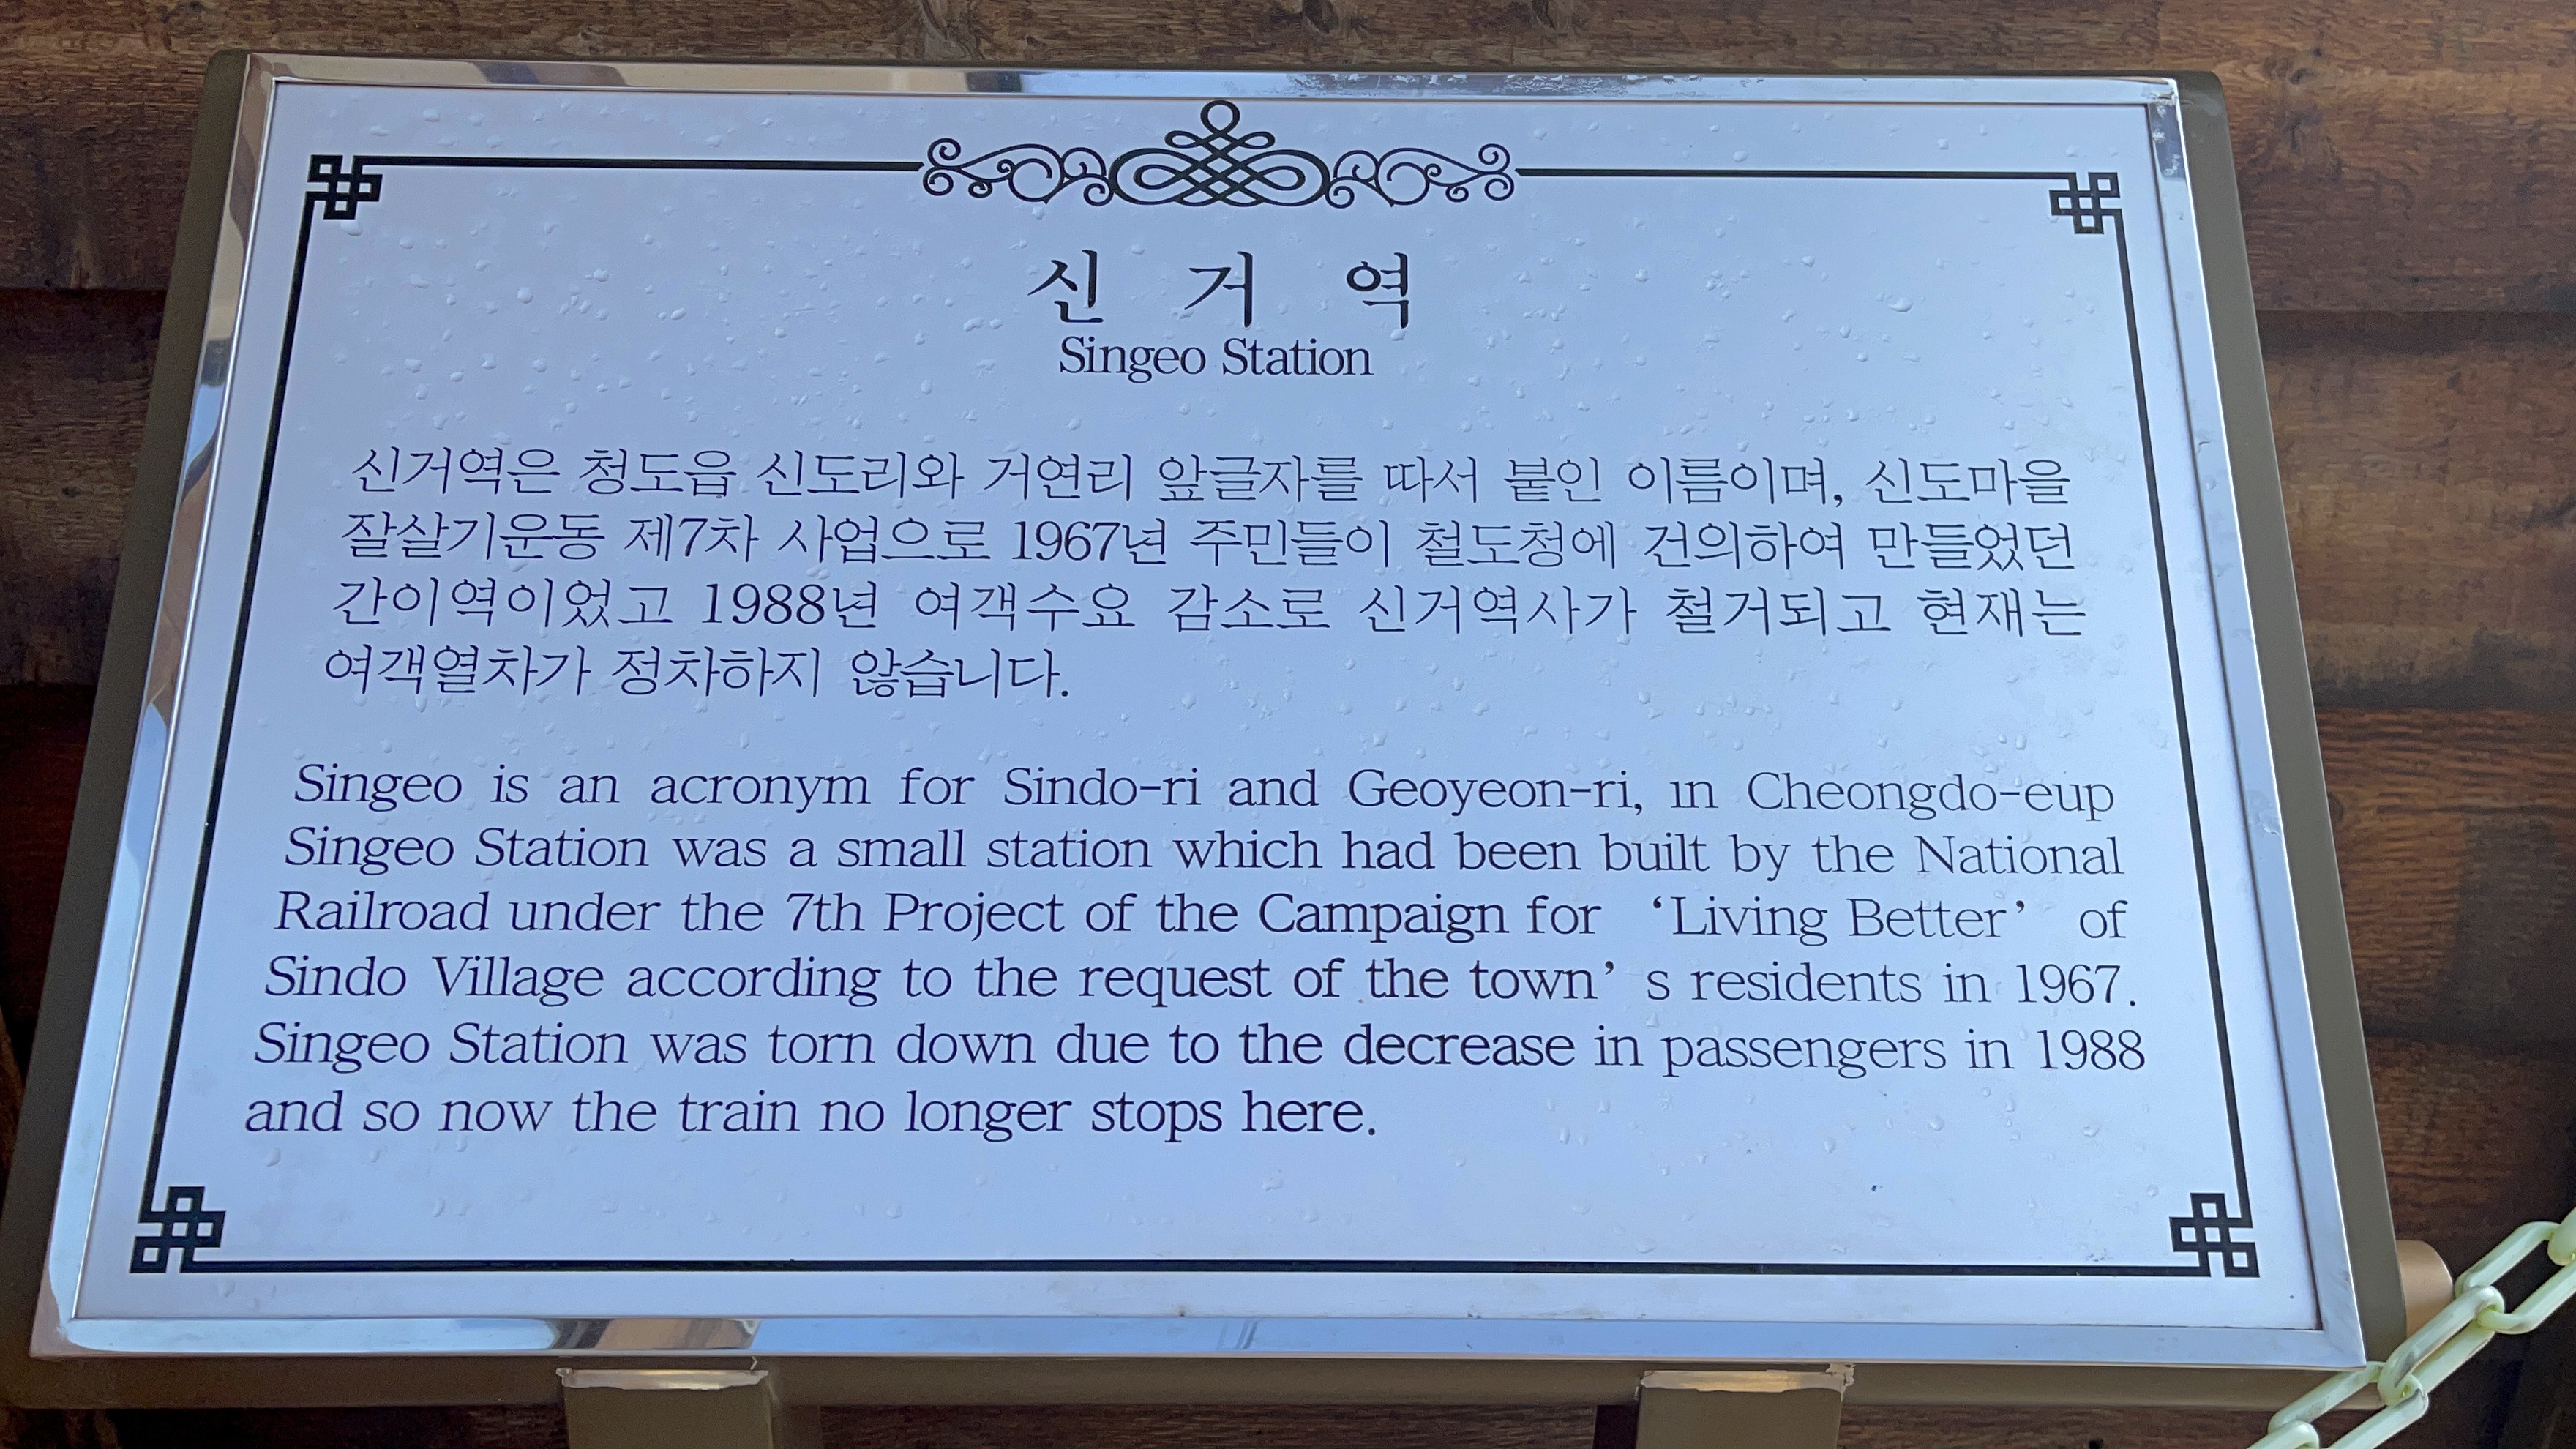 신 거 역
Singeo Station
신거역은 청도읍 신도리와 거연리 앞글자를 따서 붙인 이름이며, 신도마을
잘살기운동 제7차 사업으로 1967년 주민들이 철도청에 건의하여 만들었던
간이역이었고 1988년 여객수요 감소로 신거역사가 철거되고 현재는
여객열차가 정차하지 않습니다.
Singeo is an acronym for Sindo-ri and Geoyeon-ri, in Cheongdo-eup
Singeo Station was a small station which had been built by the National
Railroad under the 7th Project of the Campaign for ‘Living Better’ of
Sindo Village according to the request of the town’ s residents in 1967.
Singeo Station was torn down due to the decrease in passengers in 1988
and so now the train no longer stops here.